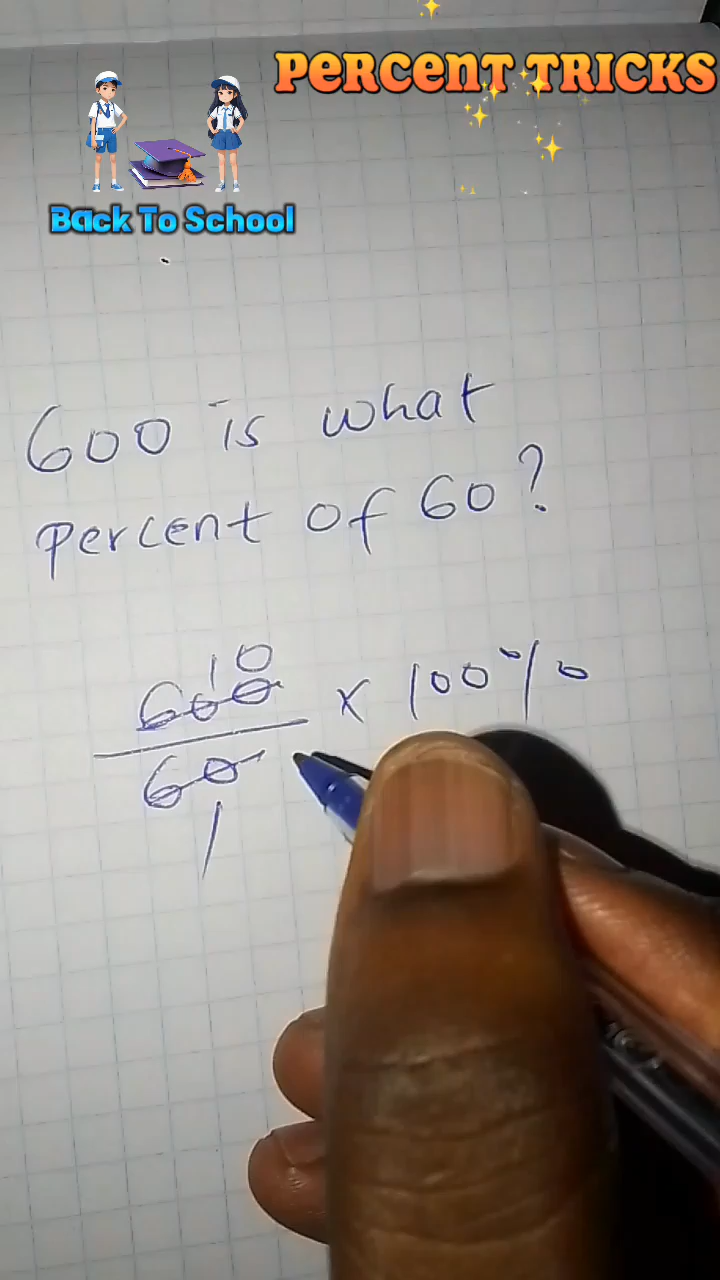 PERCENT TRICKS
Back To School
600 is what
percent of 60?
10
600
x 100%
60
1